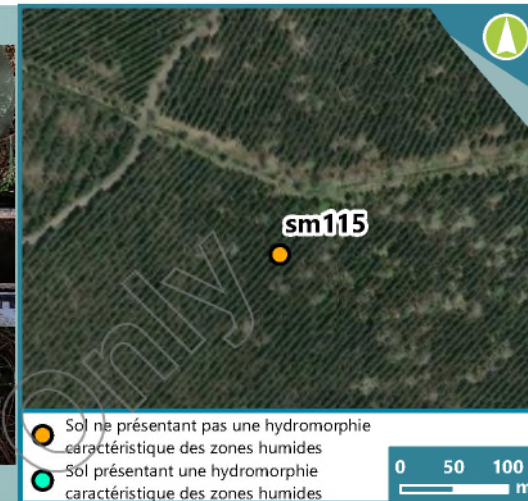 sm115
Sol ne présentant pas une hydromorphie
caractéristique des zones humides
Sol présentant une hydromorphie
caractéristique des zones humides
0 50 100
m
only